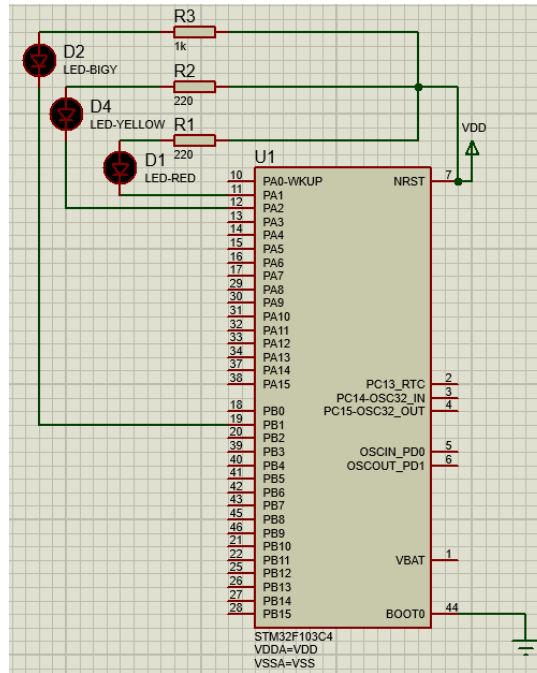 R3
1k
D2
LED-BIGY
R2
220
D4
LED-YELLOW
R1
220
D1
LED-RED
VDD
U1
10 PA0-WKUP NRST 7
11 PA1
12 PA2
13 PA3
14 PA4
15 PA5
16 PA6
17 PA7
29 PA8
30 PA9
31 PA10
32 PA11
33 PA12
34 PA13
37 PA14
38 PA15
PC13_RTC 2
PC14-OSC32_IN 3
PC15-OSC32_OUT 4
18 PB0
19 PB1
20 PB2
39 PB3
40 PB4
41 PB5
42 PB6
43 PB7
45 PB8
46 PB9
21 PB10
22 PB11
25 PB12
26 PB13
27 PB14
28 PB15
OSCIN_PD0 5
OSCOUT_PD1 6
VBAT 1
BOOT0 44
STM32F103C4
VDDA=VDD
VSSA=VSS